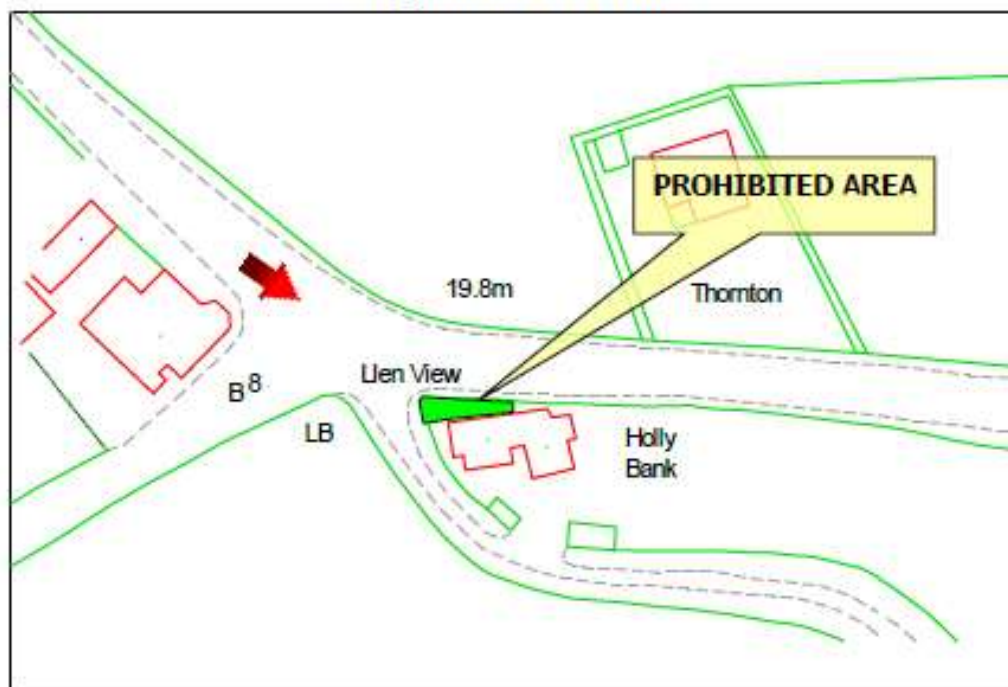 PROHIBITED AREA
19.8m
Thornton
Llen View
B 8
LB
Holly
Bank